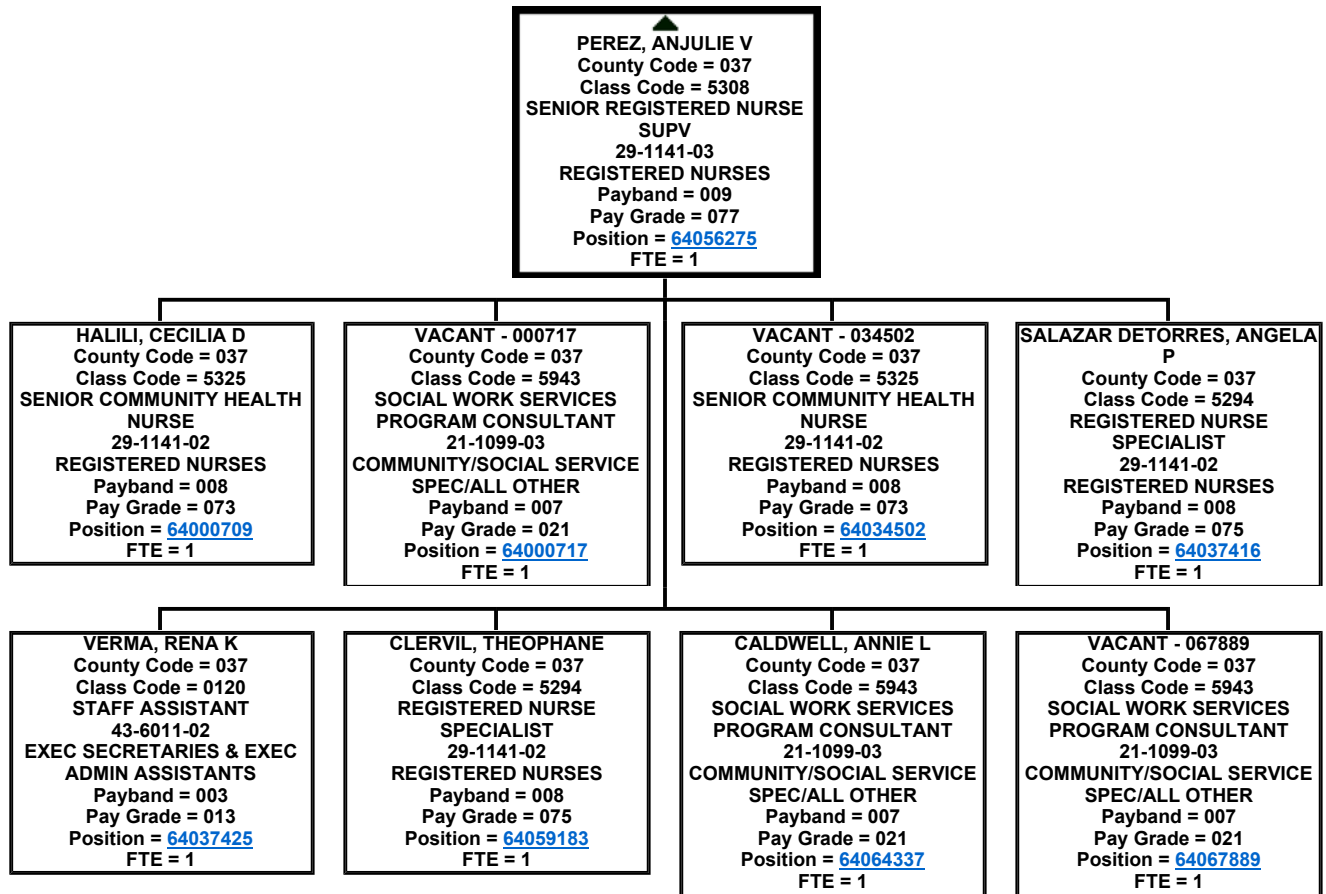 PEREZ, ANJULIE V
County Code = 037
Class Code = 5308
SENIOR REGISTERED NURSE
SUPV
29-1141-03
REGISTERED NURSES
Payband = 009
Pay Grade = 077
Position = 64056275
FTE = 1
HALILI, CECILIA D
County Code = 037
Class Code = 5325
SENIOR COMMUNITY HEALTH
NURSE
29-1141-02
REGISTERED NURSES
Payband = 008
Pay Grade = 073
Position = 64000709
FTE = 1
VACANT - 000717
County Code = 037
Class Code = 5943
SOCIAL WORK SERVICES
PROGRAM CONSULTANT
21-1099-03
COMMUNITY/SOCIAL SERVICE
SPEC/ALL OTHER
Payband = 007
Pay Grade = 021
Position = 64000717
FTE = 1
VACANT - 034502
County Code = 037
Class Code = 5325
SENIOR COMMUNITY HEALTH
NURSE
29-1141-02
REGISTERED NURSES
Payband = 008
Pay Grade = 073
Position = 64034502
FTE = 1
SALAZAR DETORRES, ANGELA
P
County Code = 037
Class Code = 5294
REGISTERED NURSE
SPECIALIST
29-1141-02
REGISTERED NURSES
Payband = 008
Pay Grade = 075
Position = 64037416
FTE = 1
VERMA, RENA K
County Code = 037
Class Code = 0120
STAFF ASSISTANT
43-6011-02
EXEC SECRETARIES & EXEC
ADMIN ASSISTANTS
Payband = 003
Pay Grade = 013
Position = 64037425
FTE = 1
CLERVIL, THEOPHANE
County Code = 037
Class Code = 5294
REGISTERED NURSE
SPECIALIST
29-1141-02
REGISTERED NURSES
Payband = 008
Pay Grade = 075
Position = 64059183
FTE = 1
CALDWELL, ANNIE L
County Code = 037
Class Code = 5943
SOCIAL WORK SERVICES
PROGRAM CONSULTANT
21-1099-03
COMMUNITY/SOCIAL SERVICE
SPEC/ALL OTHER
Payband = 007
Pay Grade = 021
Position = 64064337
FTE = 1
VACANT - 067889
County Code = 037
Class Code = 5943
SOCIAL WORK SERVICES
PROGRAM CONSULTANT
21-1099-03
COMMUNITY/SOCIAL SERVICE
SPEC/ALL OTHER
Payband = 007
Pay Grade = 021
Position = 64067889
FTE = 1